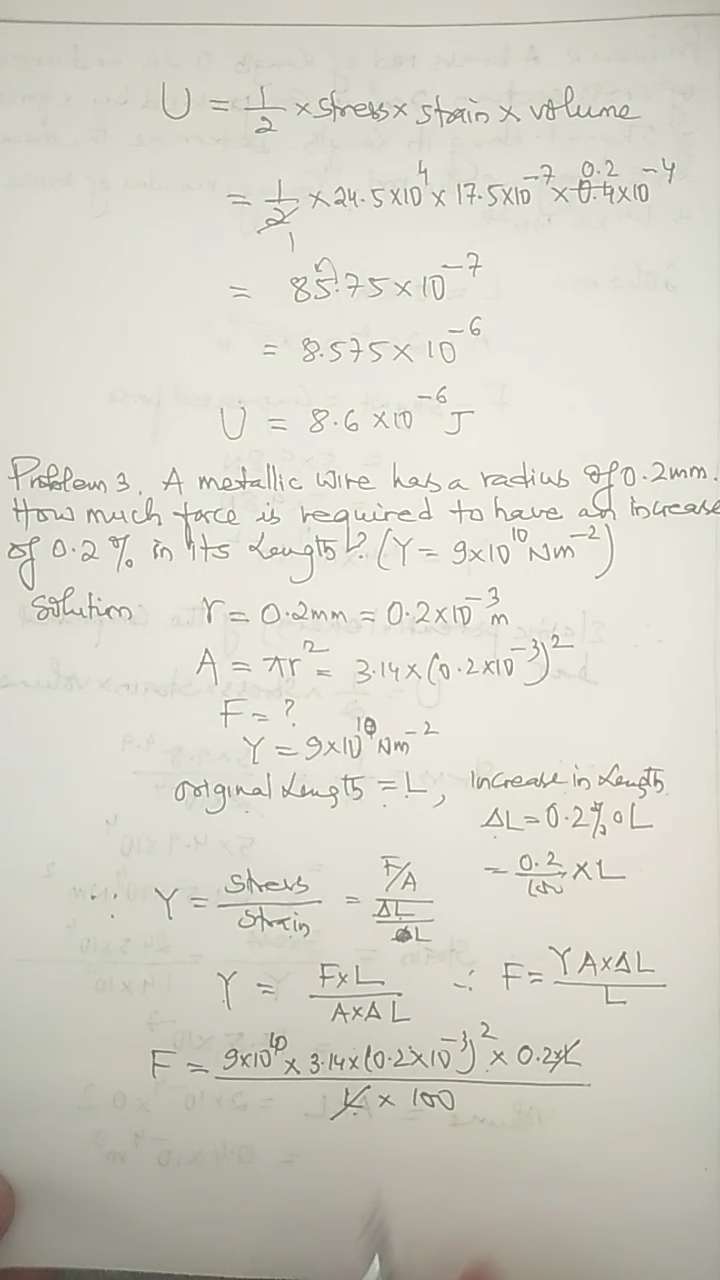 U = 1/2 × stress × strain × volume
= 1/2 × 24.5×10^4 × 17.5×10^-7 × 0.4×10^-4
0.2
1
= 85.75×10^-7
= 8.575×10^-6
U = 8.6×10^-6 J
Problem 3. A metallic wire has a radius of 0.2mm.
How much force is required to have an increase
of 0.2% in its Length? (Y = 9×10^10 Nm^-2)
Solution r = 0.2mm = 0.2×10^-3 m
A = πr^2 = 3.14×(0.2×10^-3)^2
F = ?
Y = 9×10^10 Nm^-2
original Length = L, Increase in Length
ΔL = 0.2% of L
= 0.2/100 × L
∵ Y = Stress/Strain = (F/A)/(ΔL/L)
Y = F×L/A×ΔL ∴ F = YA×ΔL/L
F = 9×10^10 × 3.14×(0.2×10^-3)^2 × 0.2×L/L × 100